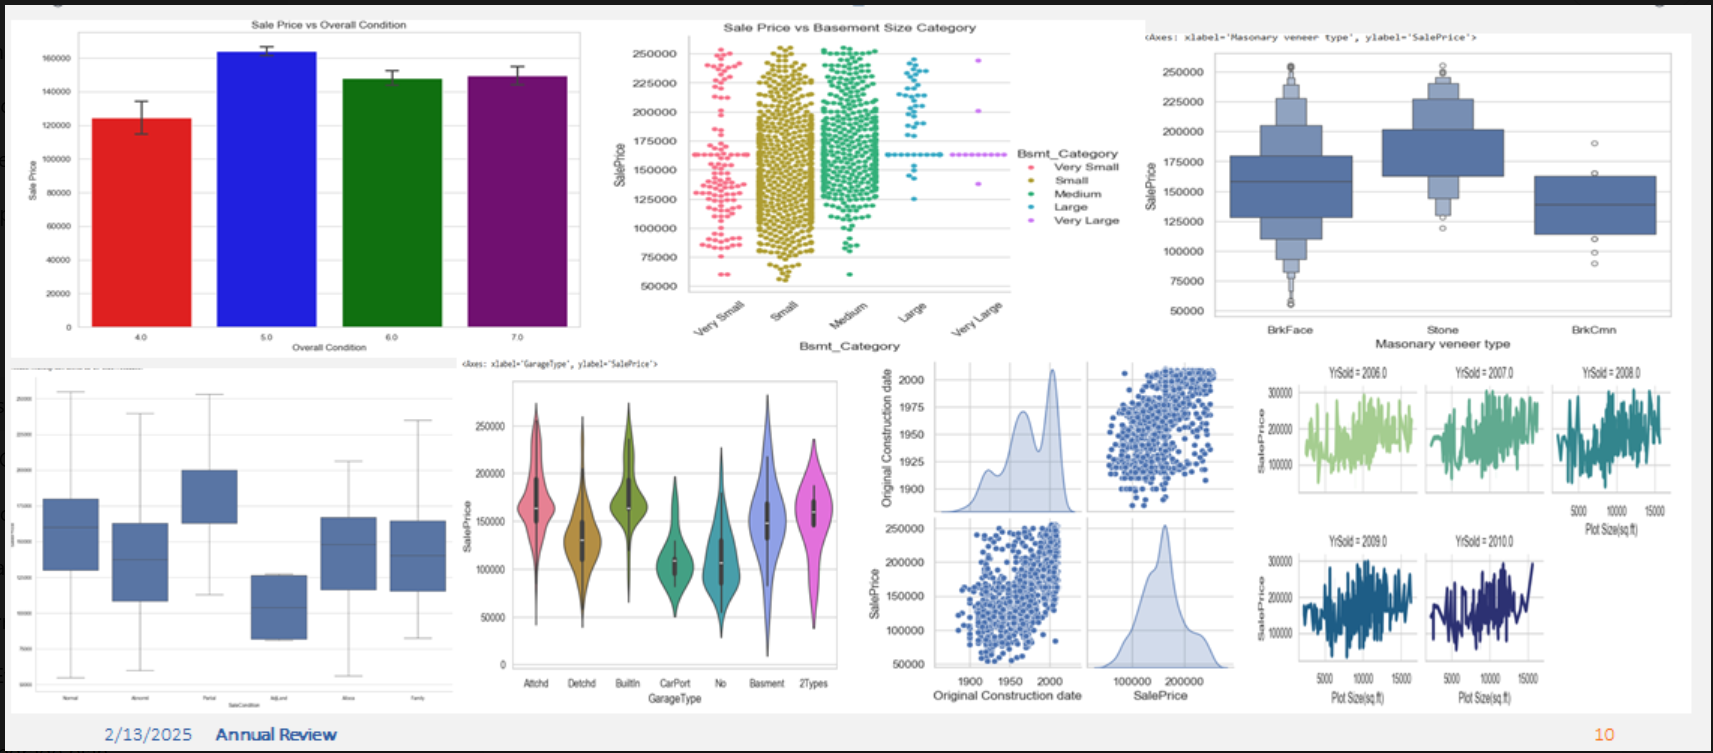 Sale Price vs Overall Condition
Sale Price
160000
140000
120000
100000
80000
60000
40000
20000
0
4.0 5.0 6.0 7.0
Overall Condition
Sale Price vs Basement Size Category
SalePrice
250000
225000
200000
175000
150000
125000
100000
75000
50000
Very Small Small Medium Large Very Large
Bsmt_Category
Bsmt_Category
Very Small
Small
Medium
Large
Very Large
<Axes: xlabel='Masonary veneer type', ylabel='SalePrice'>
SalePrice
250000
225000
200000
175000
150000
125000
100000
75000
50000
BrkFace Stone BrkCmn
Masonary veneer type
Normal Abnorml Partial AdjLand Alloca Family
SaleCondition
<Axes: xlabel='GarageType', ylabel='SalePrice'>
SalePrice
250000
200000
150000
100000
50000
0
Attchd Detchd BuiltIn CarPort No Basment 2Types
GarageType
Original Construction date
2000
1975
1950
1925
1900
SalePrice
250000
200000
150000
100000
50000
1900 1950 2000
Original Construction date
100000 200000
SalePrice
YrSold = 2006.0 YrSold = 2007.0 YrSold = 2008.0
SalePrice
300000
200000
100000
5000 10000 15000
Plot Size(sq.ft)
YrSold = 2009.0 YrSold = 2010.0
SalePrice
300000
200000
100000
5000 10000 15000 5000 10000 15000
Plot Size(sq.ft) Plot Size(sq.ft)
2/13/2025 Annual Review 10